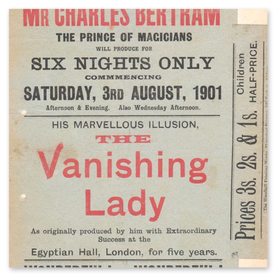 MR CHARLES BERTRAM
THE PRINCE OF MAGICIANS
WILL PRODUCE FOR
SIX NIGHTS ONLY
COMMMENCING
SATURDAY, 3RD AUGUST, 1901
Afternoon & Evening. Also Wednesday Afternoon.
HIS MARVELLOUS ILLUSION,
THE
Vanishing
Lady
As originally produced by him with Extraordinary
Success at the
Egyptian Hall, London, for five years.
Prices 3s. 2s. & 1s.
Children
HALF-PRICE.